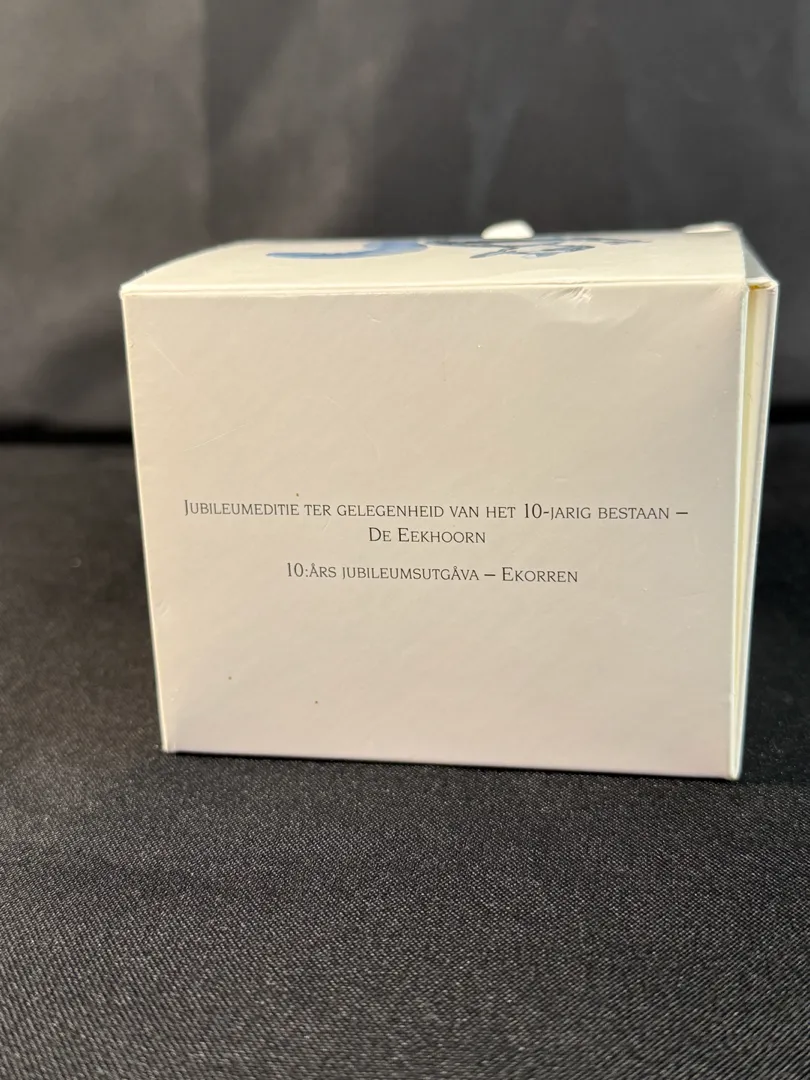 Jubileumeditie ter gelegenheid van het 10-jarig bestaan –
De Eekhoorn
10:års jubileumsutgåva – Ekorren